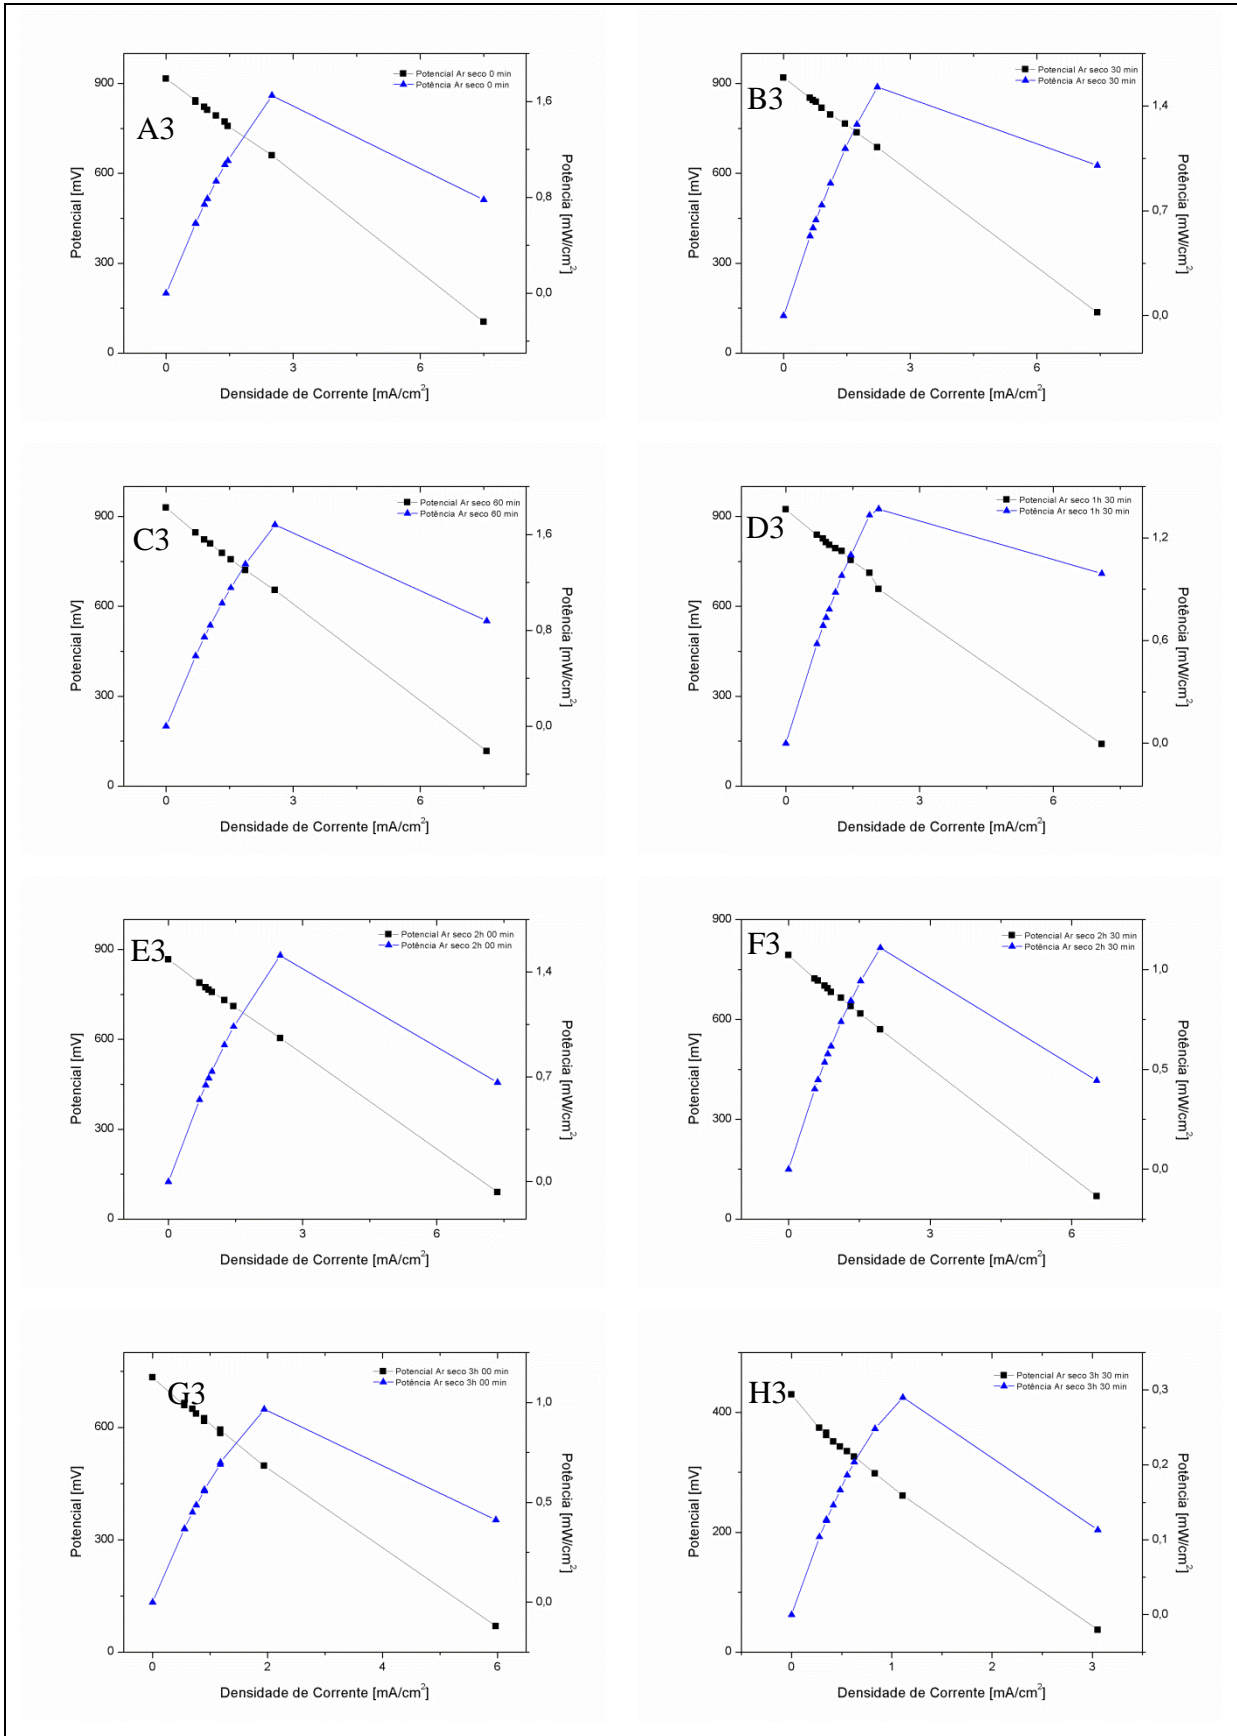 A3
Potencial Ar seco 0 min
Potência Ar seco 0 min
Potencial [mV]
900
600
300
0
Potência [mW/cm²]
1,6
0,8
0,0
0 3 6
Densidade de Corrente [mA/cm²]
B3
Potencial Ar seco 30 min
Potência Ar seco 30 min
Potencial [mV]
900
600
300
0
Potência [mW/cm²]
1,4
0,7
0,0
0 3 6
Densidade de Corrente [mA/cm²]
C3
Potencial Ar seco 60 min
Potência Ar seco 60 min
Potencial [mV]
900
600
300
0
Potência [mW/cm²]
1,6
0,8
0,0
0 3 6
Densidade de Corrente [mA/cm²]
D3
Potencial Ar seco 1h 30 min
Potência Ar seco 1h 30 min
Potencial [mV]
900
600
300
0
Potência [mW/cm²]
1,2
0,6
0,0
0 3 6
Densidade de Corrente [mA/cm²]
E3
Potencial Ar seco 2h 00 min
Potência Ar seco 2h 00 min
Potencial [mV]
900
600
300
0
Potência [mW/cm²]
1,4
0,7
0,0
0 3 6
Densidade de Corrente [mA/cm²]
F3
Potencial Ar seco 2h 30 min
Potência Ar seco 2h 30 min
Potencial [mV]
900
600
300
0
Potência [mW/cm²]
1,0
0,5
0,0
0 3 6
Densidade de Corrente [mA/cm²]
G3
Potencial Ar seco 3h 00 min
Potência Ar seco 3h 00 min
Potencial [mV]
600
300
0
Potência [mW/cm²]
1,0
0,5
0,0
0 2 4 6
Densidade de Corrente [mA/cm²]
H3
Potencial Ar seco 3h 30 min
Potência Ar seco 3h 30 min
Potencial [mV]
400
200
0
Potência [mW/cm²]
0,3
0,2
0,1
0,0
0 1 2 3
Densidade de Corrente [mA/cm²]